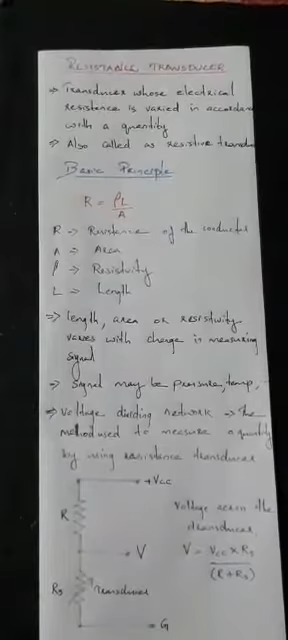 RESISTANCE TRANSDUCER
⇒ Transducer whose electrical
resistance is varied in accordan
with a quantity
⇒ Also called as resistive transdu
Basic Principle
R = ρL
A
R ⇒ Resistance of the conductor
A ⇒ Area
ρ ⇒ Resistivity
L ⇒ Length
⇒ length, area or resistivity
varies with change is measuring
signal
⇒ Signal may be pressure, temp,
⇒ Voltage dividing network ⇒ The
method used to measure a quantity
by using resistance transducer
+Vcc
Voltage across the
transducer
R
V
V = Vcc × Rs
(R+Rs)
Rs
Transducer
G